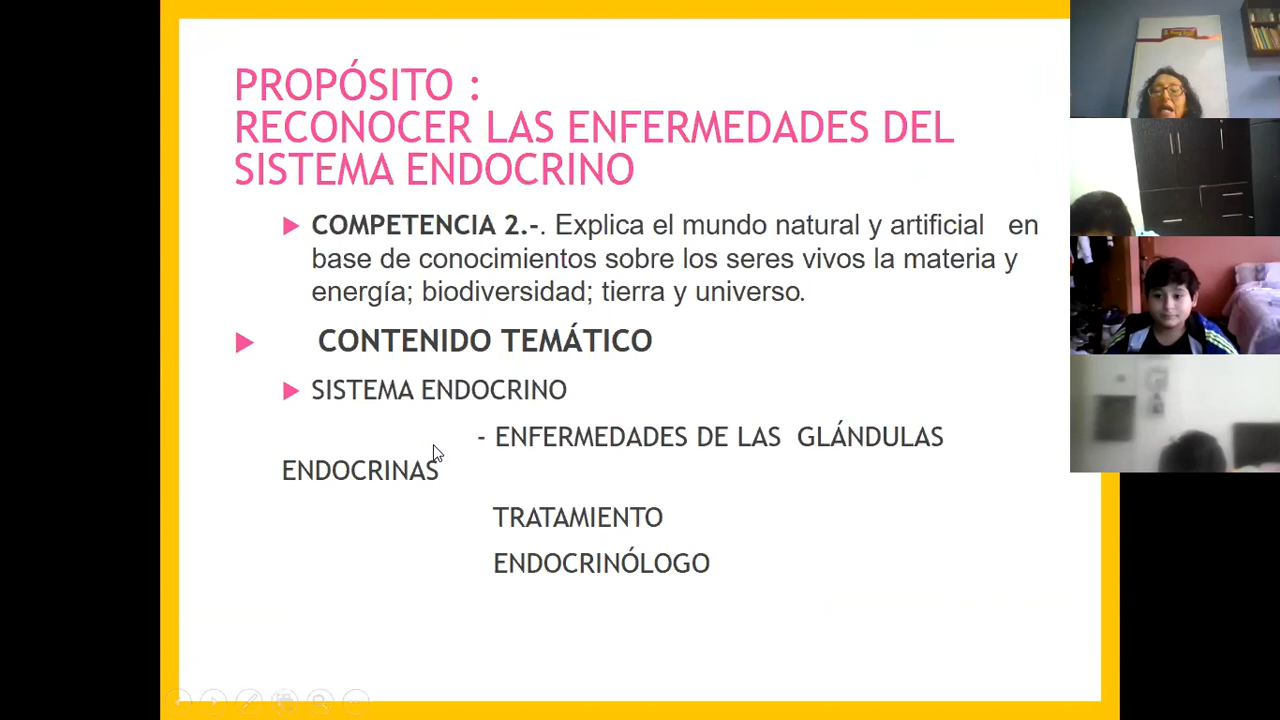 PROPÓSITO :
RECONOCER LAS ENFERMEDADES DEL
SISTEMA ENDOCRINO
COMPETENCIA 2.-. Explica el mundo natural y artificial en
base de conocimientos sobre los seres vivos la materia y
energía; biodiversidad; tierra y universo.
CONTENIDO TEMÁTICO
SISTEMA ENDOCRINO
- ENFERMEDADES DE LAS GLÁNDULAS
ENDOCRINAS
TRATAMIENTO
ENDOCRINÓLOGO